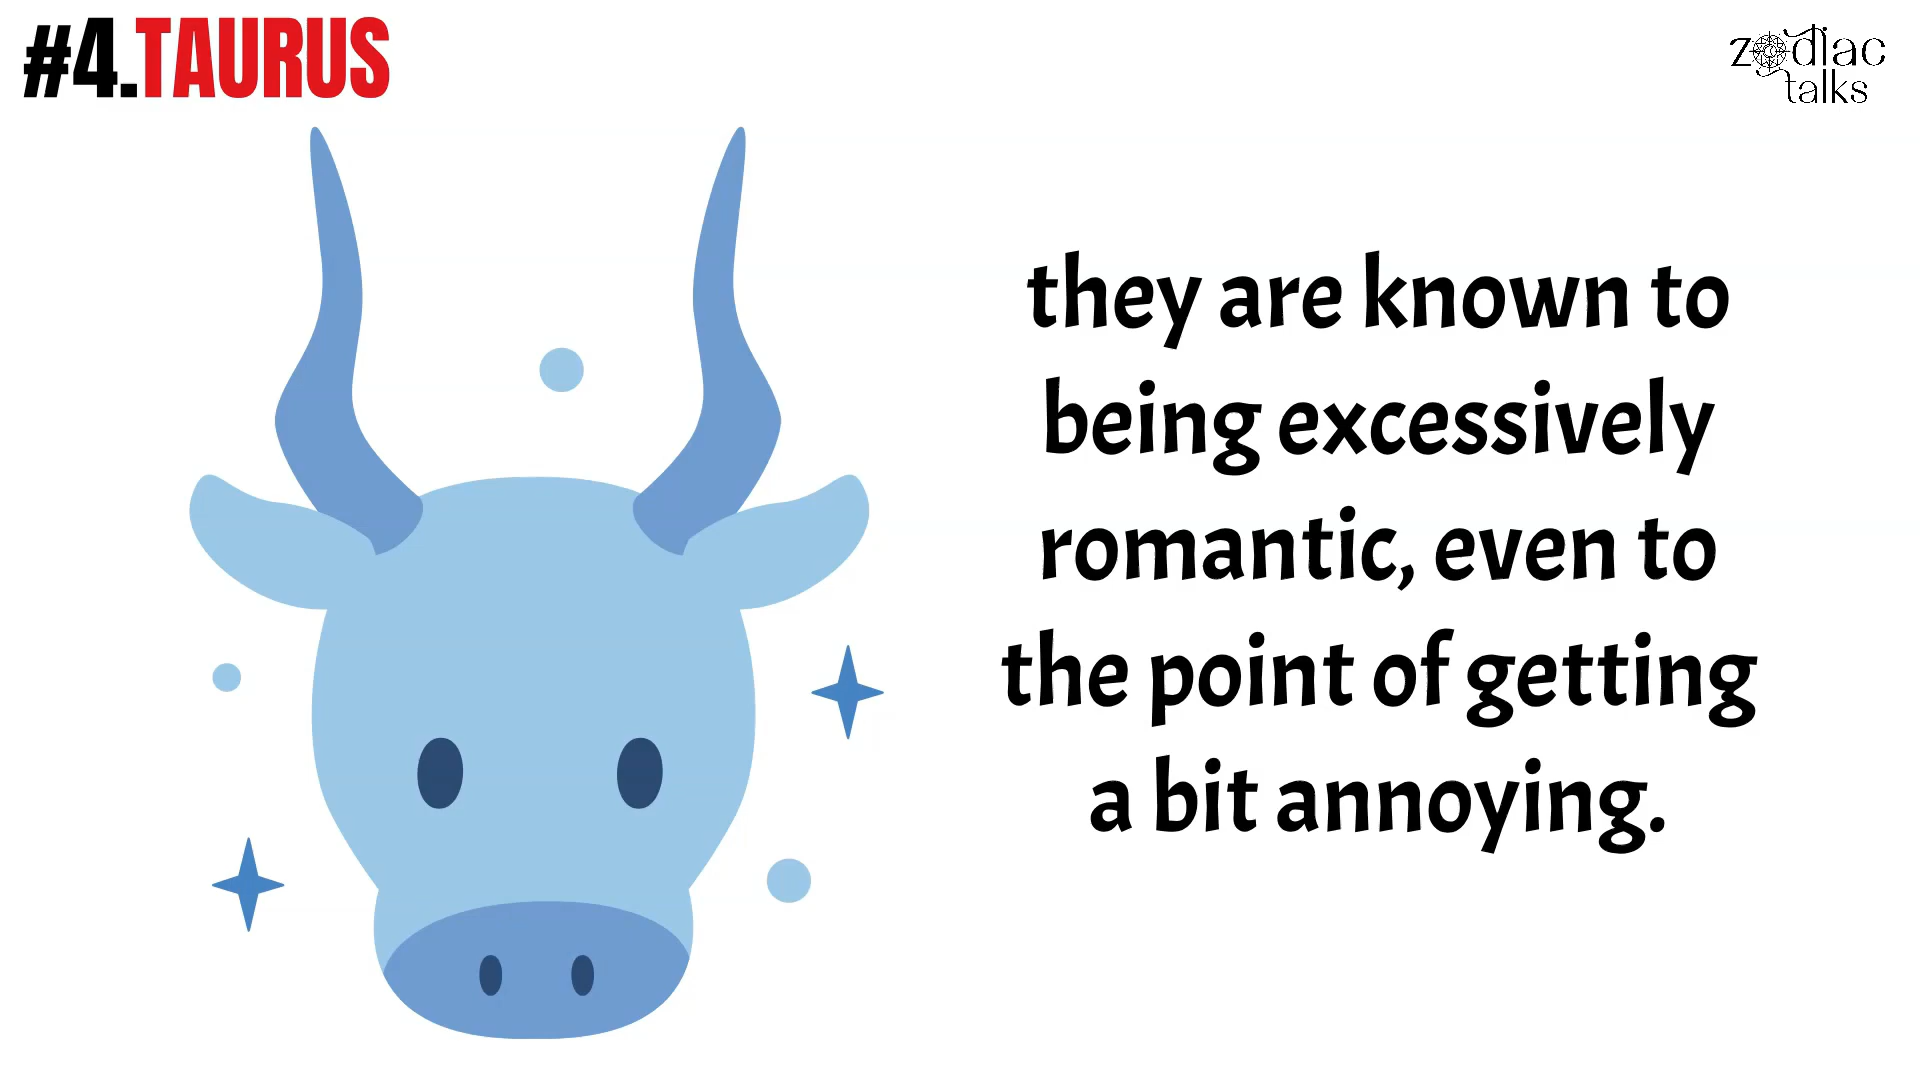 #4.TAURUS
zodiac
talks
they are known to
being excessively
romantic, even to
the point of getting
a bit annoying.